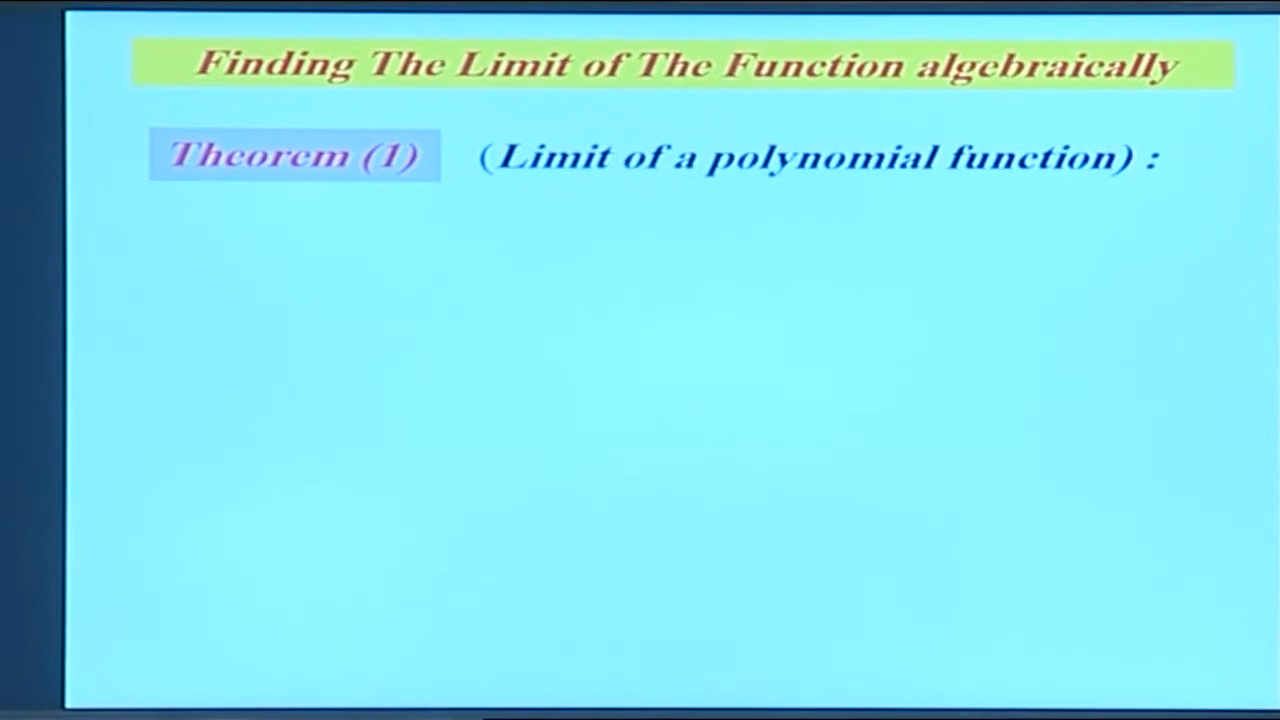 Finding The Limit of The Function algebraically
Theorem (1) (Limit of a polynomial function) :